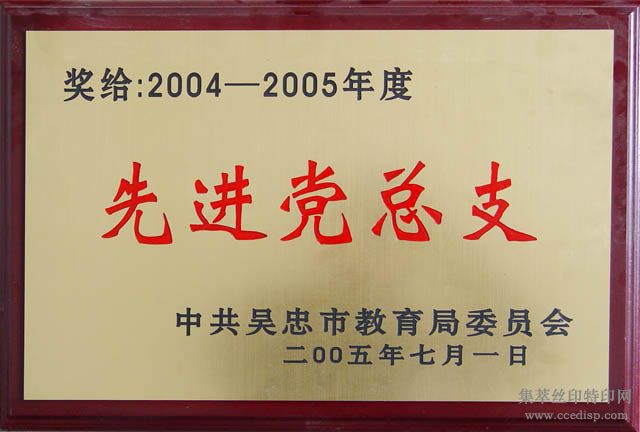 奖给:2004—2005年度
先进党总支
中共吴忠市教育局委员会
二00五年七月一日
集萃丝印特印网
www.ccedisp.com